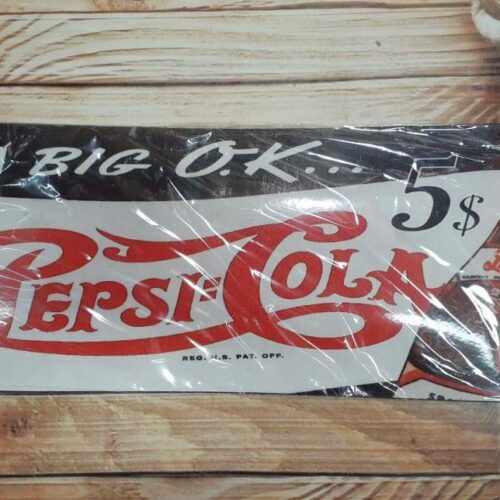 BIG O.K...
5$
PEPSI-COLA
REG. U.S. PAT. OFF.